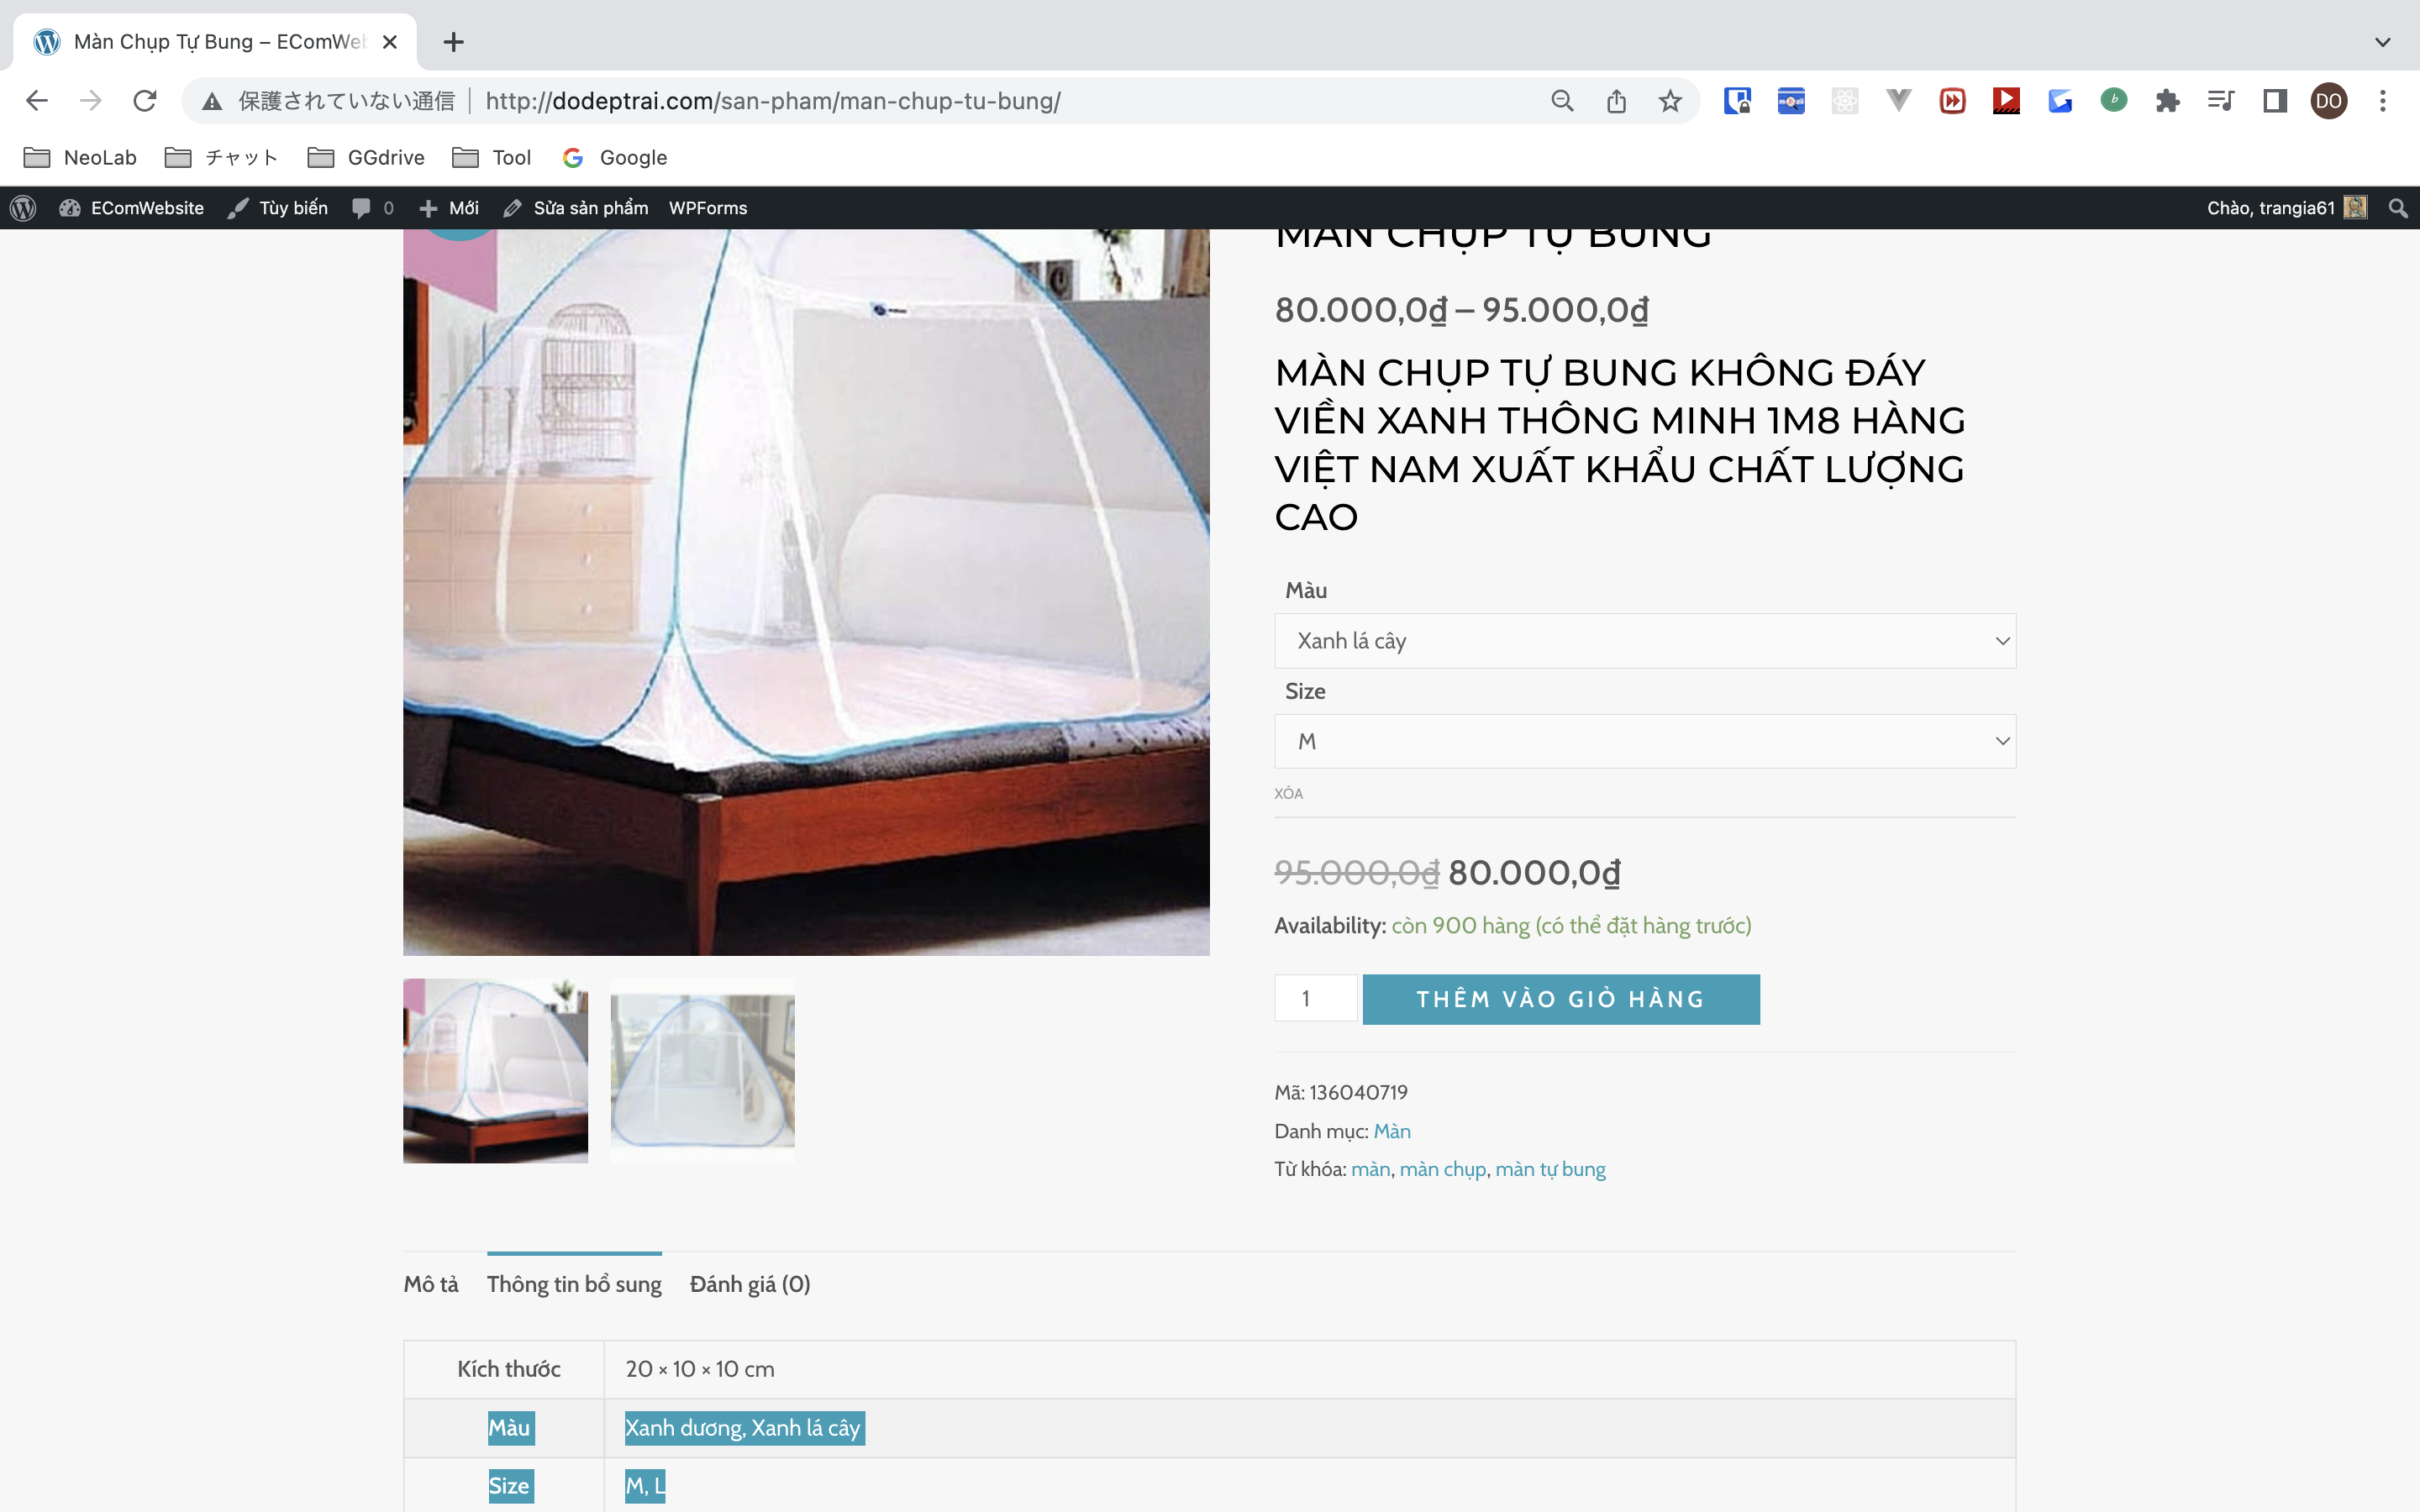 Màn Chụp Tự Bung – EComWeb
保護されていない通信 | http://dodeptrai.com/san-pham/man-chup-tu-bung/
DO
NeoLab チャット GGdrive Tool Google
EComWebsite Tùy biến 0 Mới Sửa sản phẩm WPForms Chào, trangia61
MÀN CHỤP TỰ BUNG
80.000,0₫ – 95.000,0₫
MÀN CHỤP TỰ BUNG KHÔNG ĐÁY
VIỀN XANH THÔNG MINH 1M8 HÀNG
VIỆT NAM XUẤT KHẨU CHẤT LƯỢNG
CAO
Màu
Xanh lá cây
Size
M
XÓA
95.000,0₫ 80.000,0₫
Availability: còn 900 hàng (có thể đặt hàng trước)
1 THÊM VÀO GIỎ HÀNG
Mã: 136040719
Danh mục: Màn
Từ khóa: màn, màn chụp, màn tự bung
Mô tả Thông tin bổ sung Đánh giá (0)
Kích thước 20 × 10 × 10 cm
Màu Xanh dương, Xanh lá cây
Size M, L